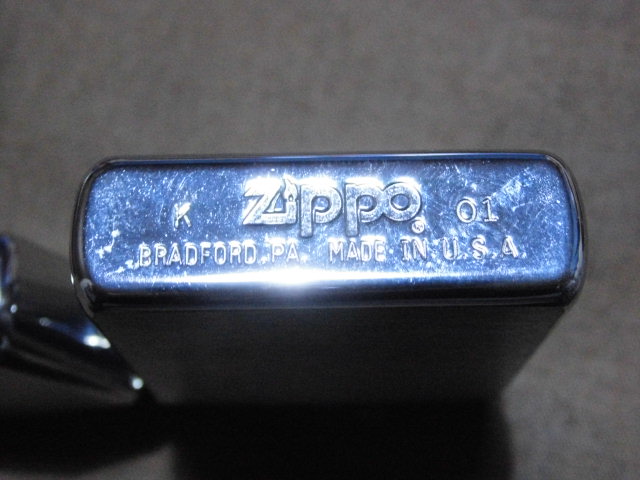 K Zippo® 01
BRADFORD, PA. MADE IN U.S.A